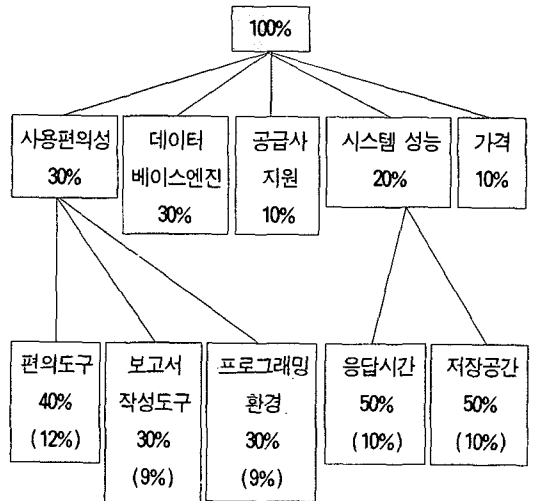 100%
사용편의성
30%
데이터
베이스엔진
30%
공급사
지원
10%
시스템 성능
20%
가격
10%
편의도구
40%
(12%)
보고서
작성도구
30%
(9%)
프로그래밍
환경
30%
(9%)
응답시간
50%
(10%)
저장공간
50%
(10%)